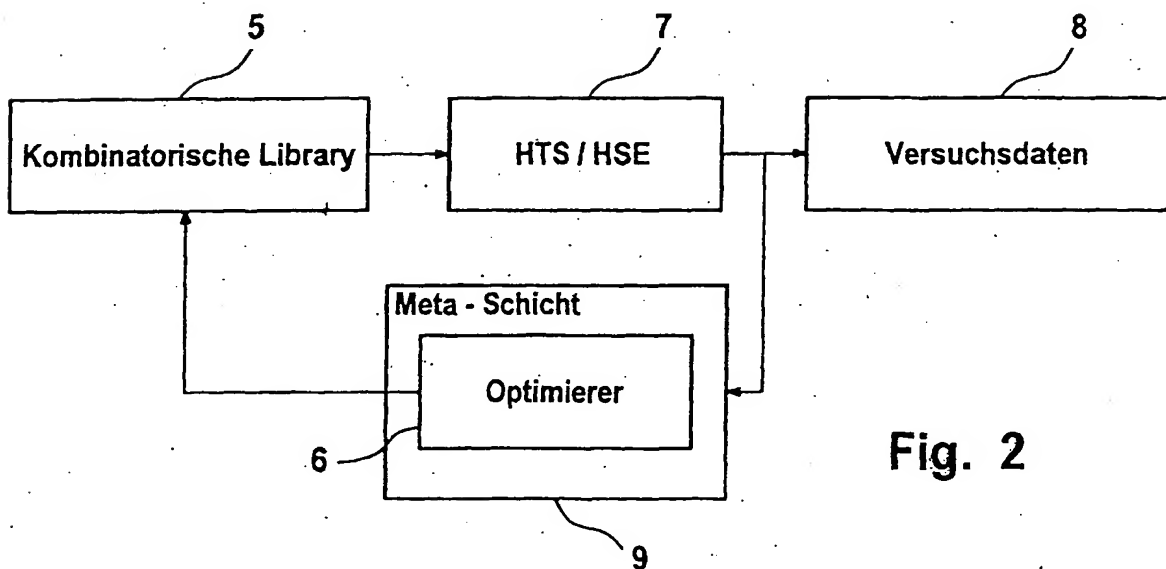 5
7
8
Kombinatorische Library
HTS / HSE
Versuchsdaten
Meta - Schicht
Optimierer
6
9
Fig. 2